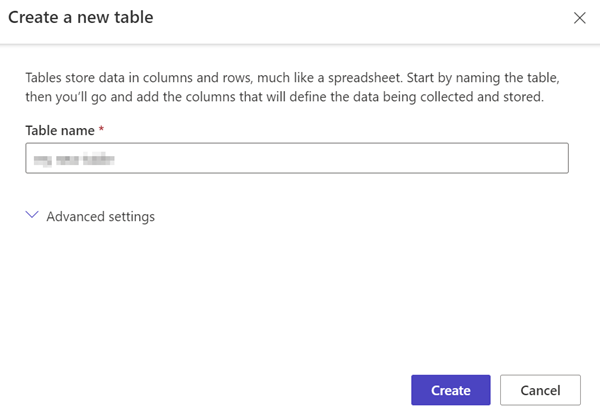 Create a new table
Tables store data in columns and rows, much like a spreadsheet. Start by naming the table,
then you'll go and add the columns that will define the data being collected and stored.
Table name *
Advanced settings
Create
Cancel